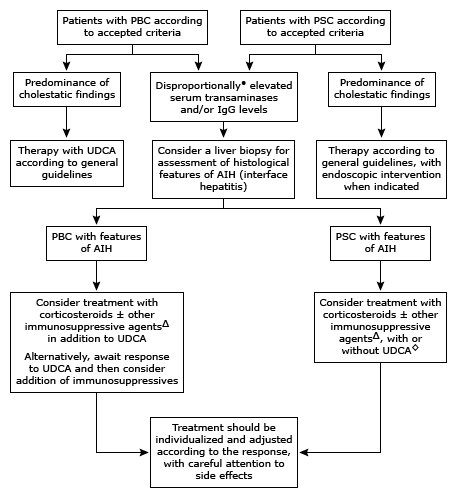 Patients with PBC according
to accepted criteria
Patients with PSC according
to accepted criteria
Predominance of
cholestatic findings
Disproportionally* elevated
serum transaminases
and/or IgG levels
Predominance of
cholestatic findings
Therapy with UDCA
according to general
guidelines
Consider a liver biopsy for
assessment of histological
features of AIH (interface
hepatitis)
Therapy according to
general guidelines, with
endoscopic intervention
when indicated
PBC with features
of AIH
PSC with features
of AIH
Consider treatment with
corticosteroids ± other
immunosuppressive agentsΔ
in addition to UDCA
Alternatively, await response
to UDCA and then consider
addition of immunosuppressives
Consider treatment with
corticosteroids ± other
immunosuppressive
agentsΔ, with or
without UDCA◊
Treatment should be
individualized and adjusted
according to the response,
with careful attention to
side effects